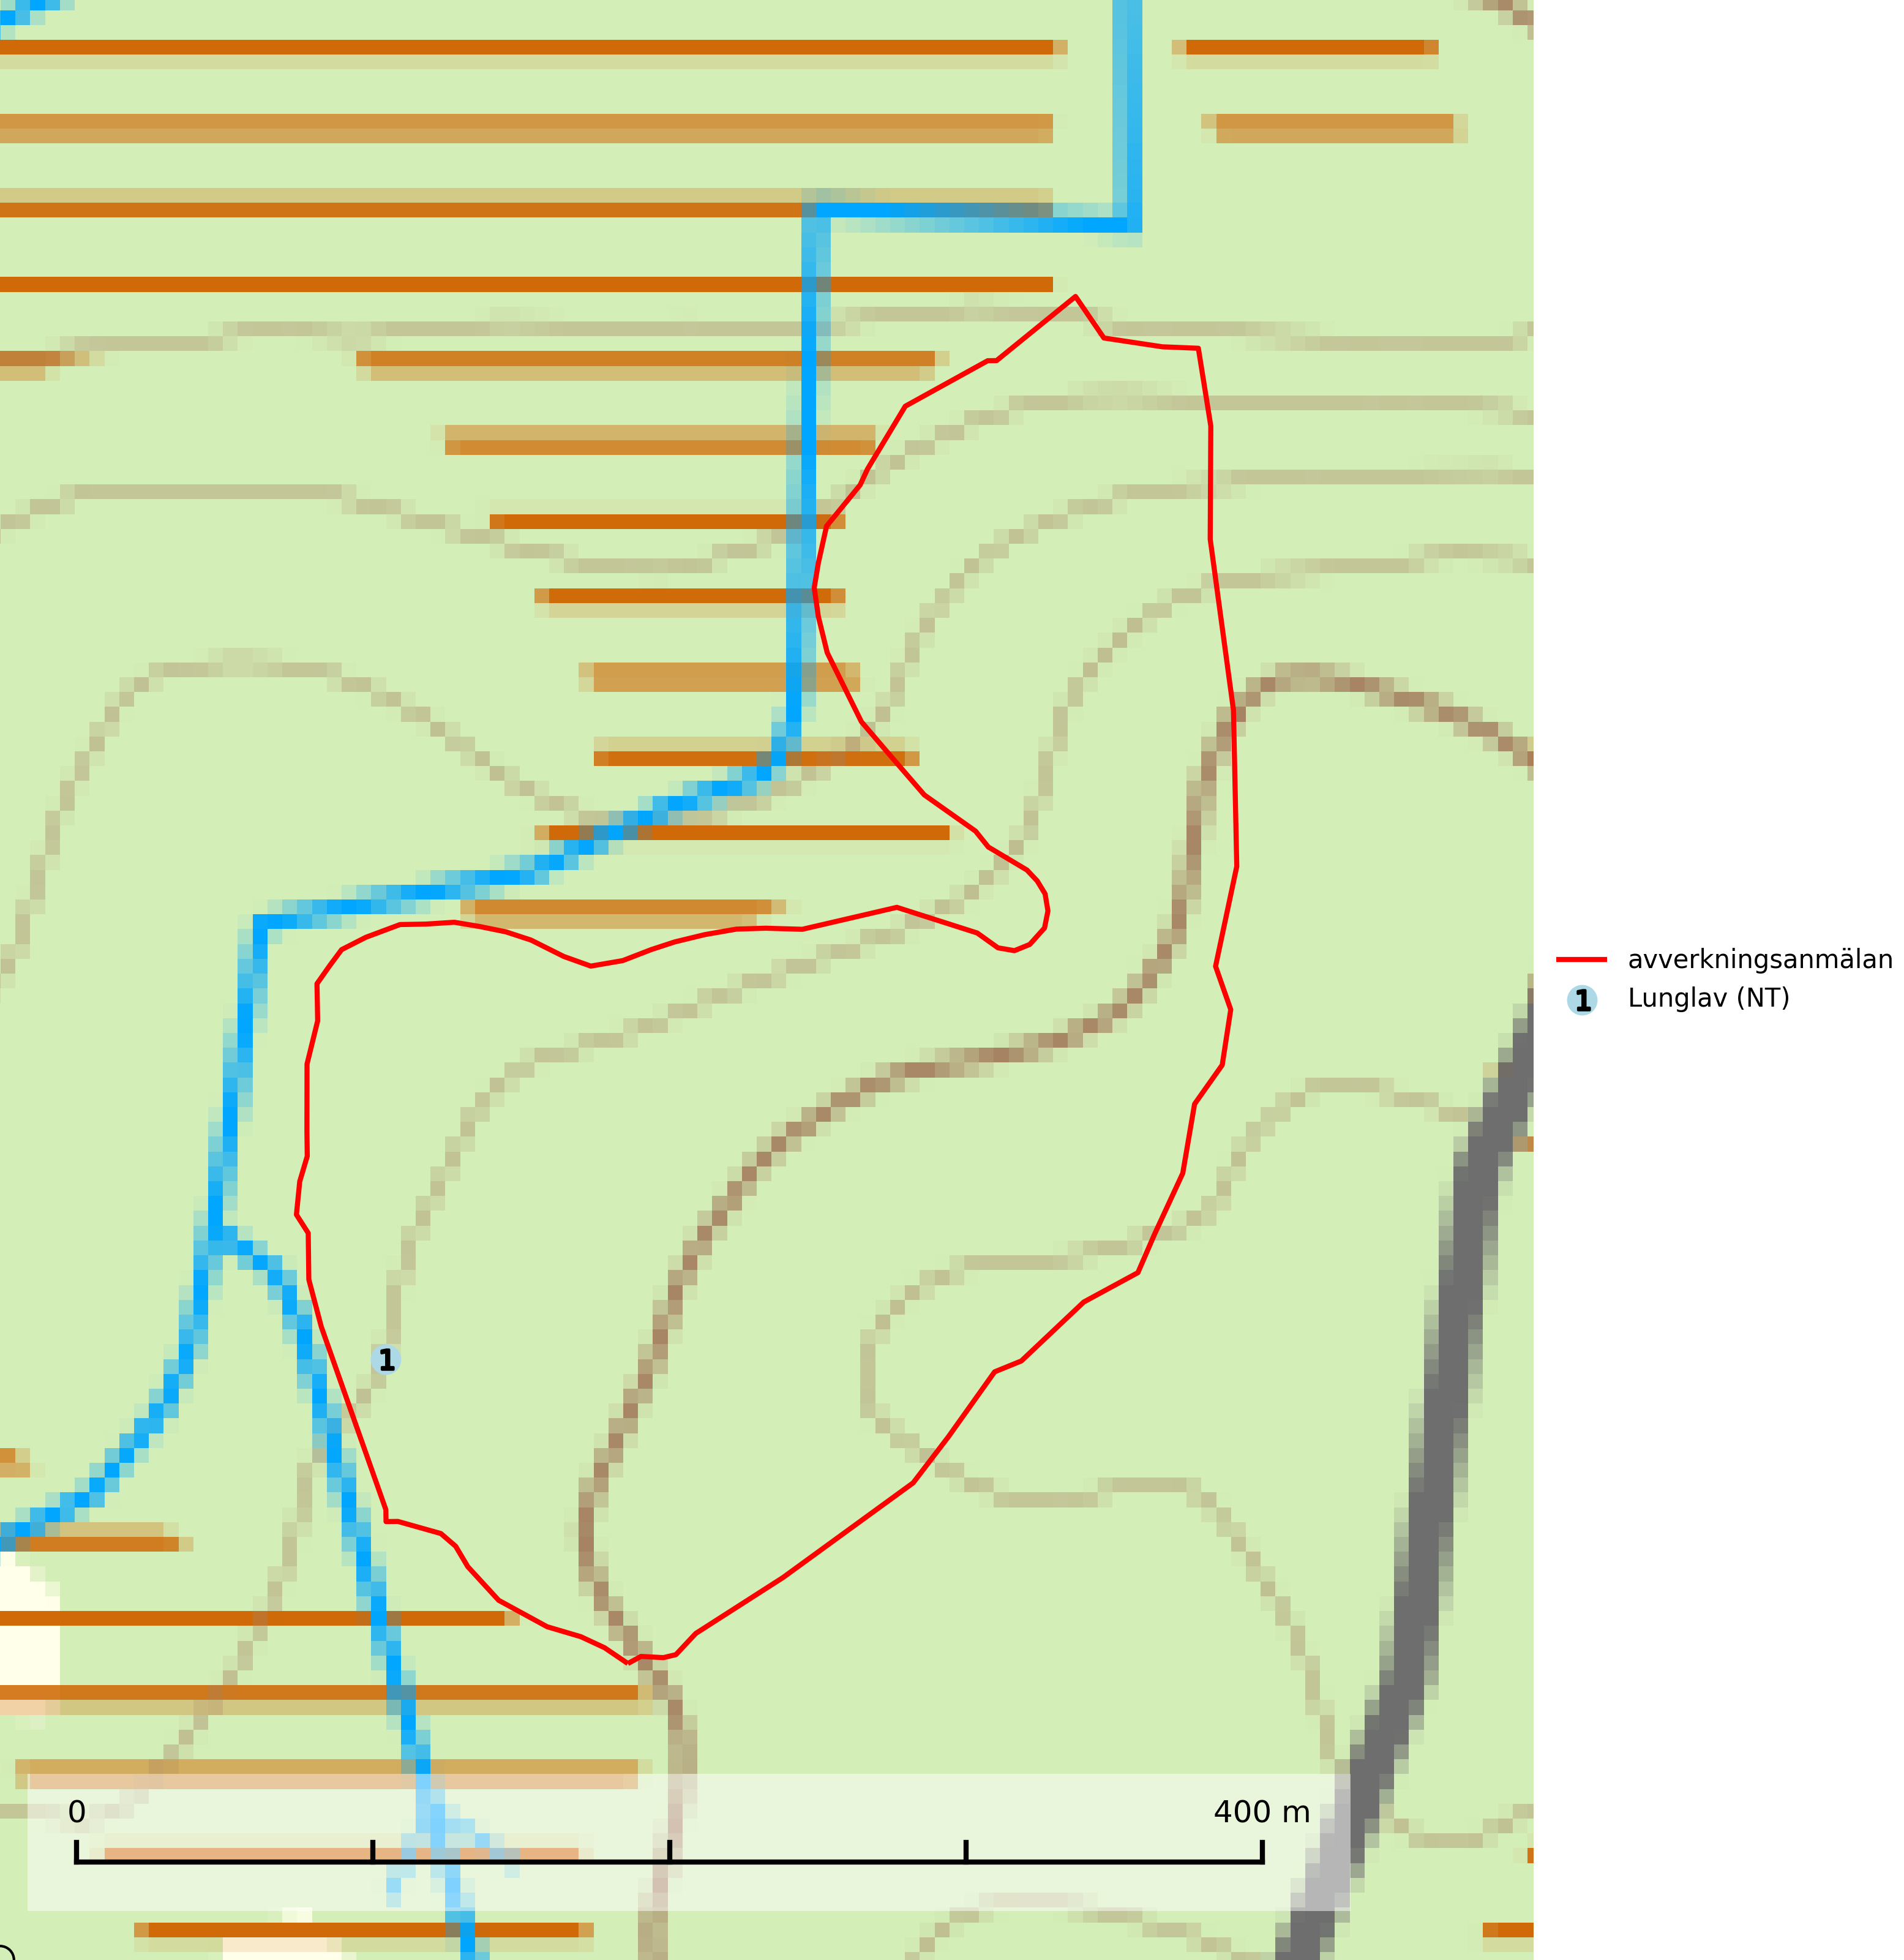 avverkningsanmälan
1 Lunglav (NT)
1
0 400 m